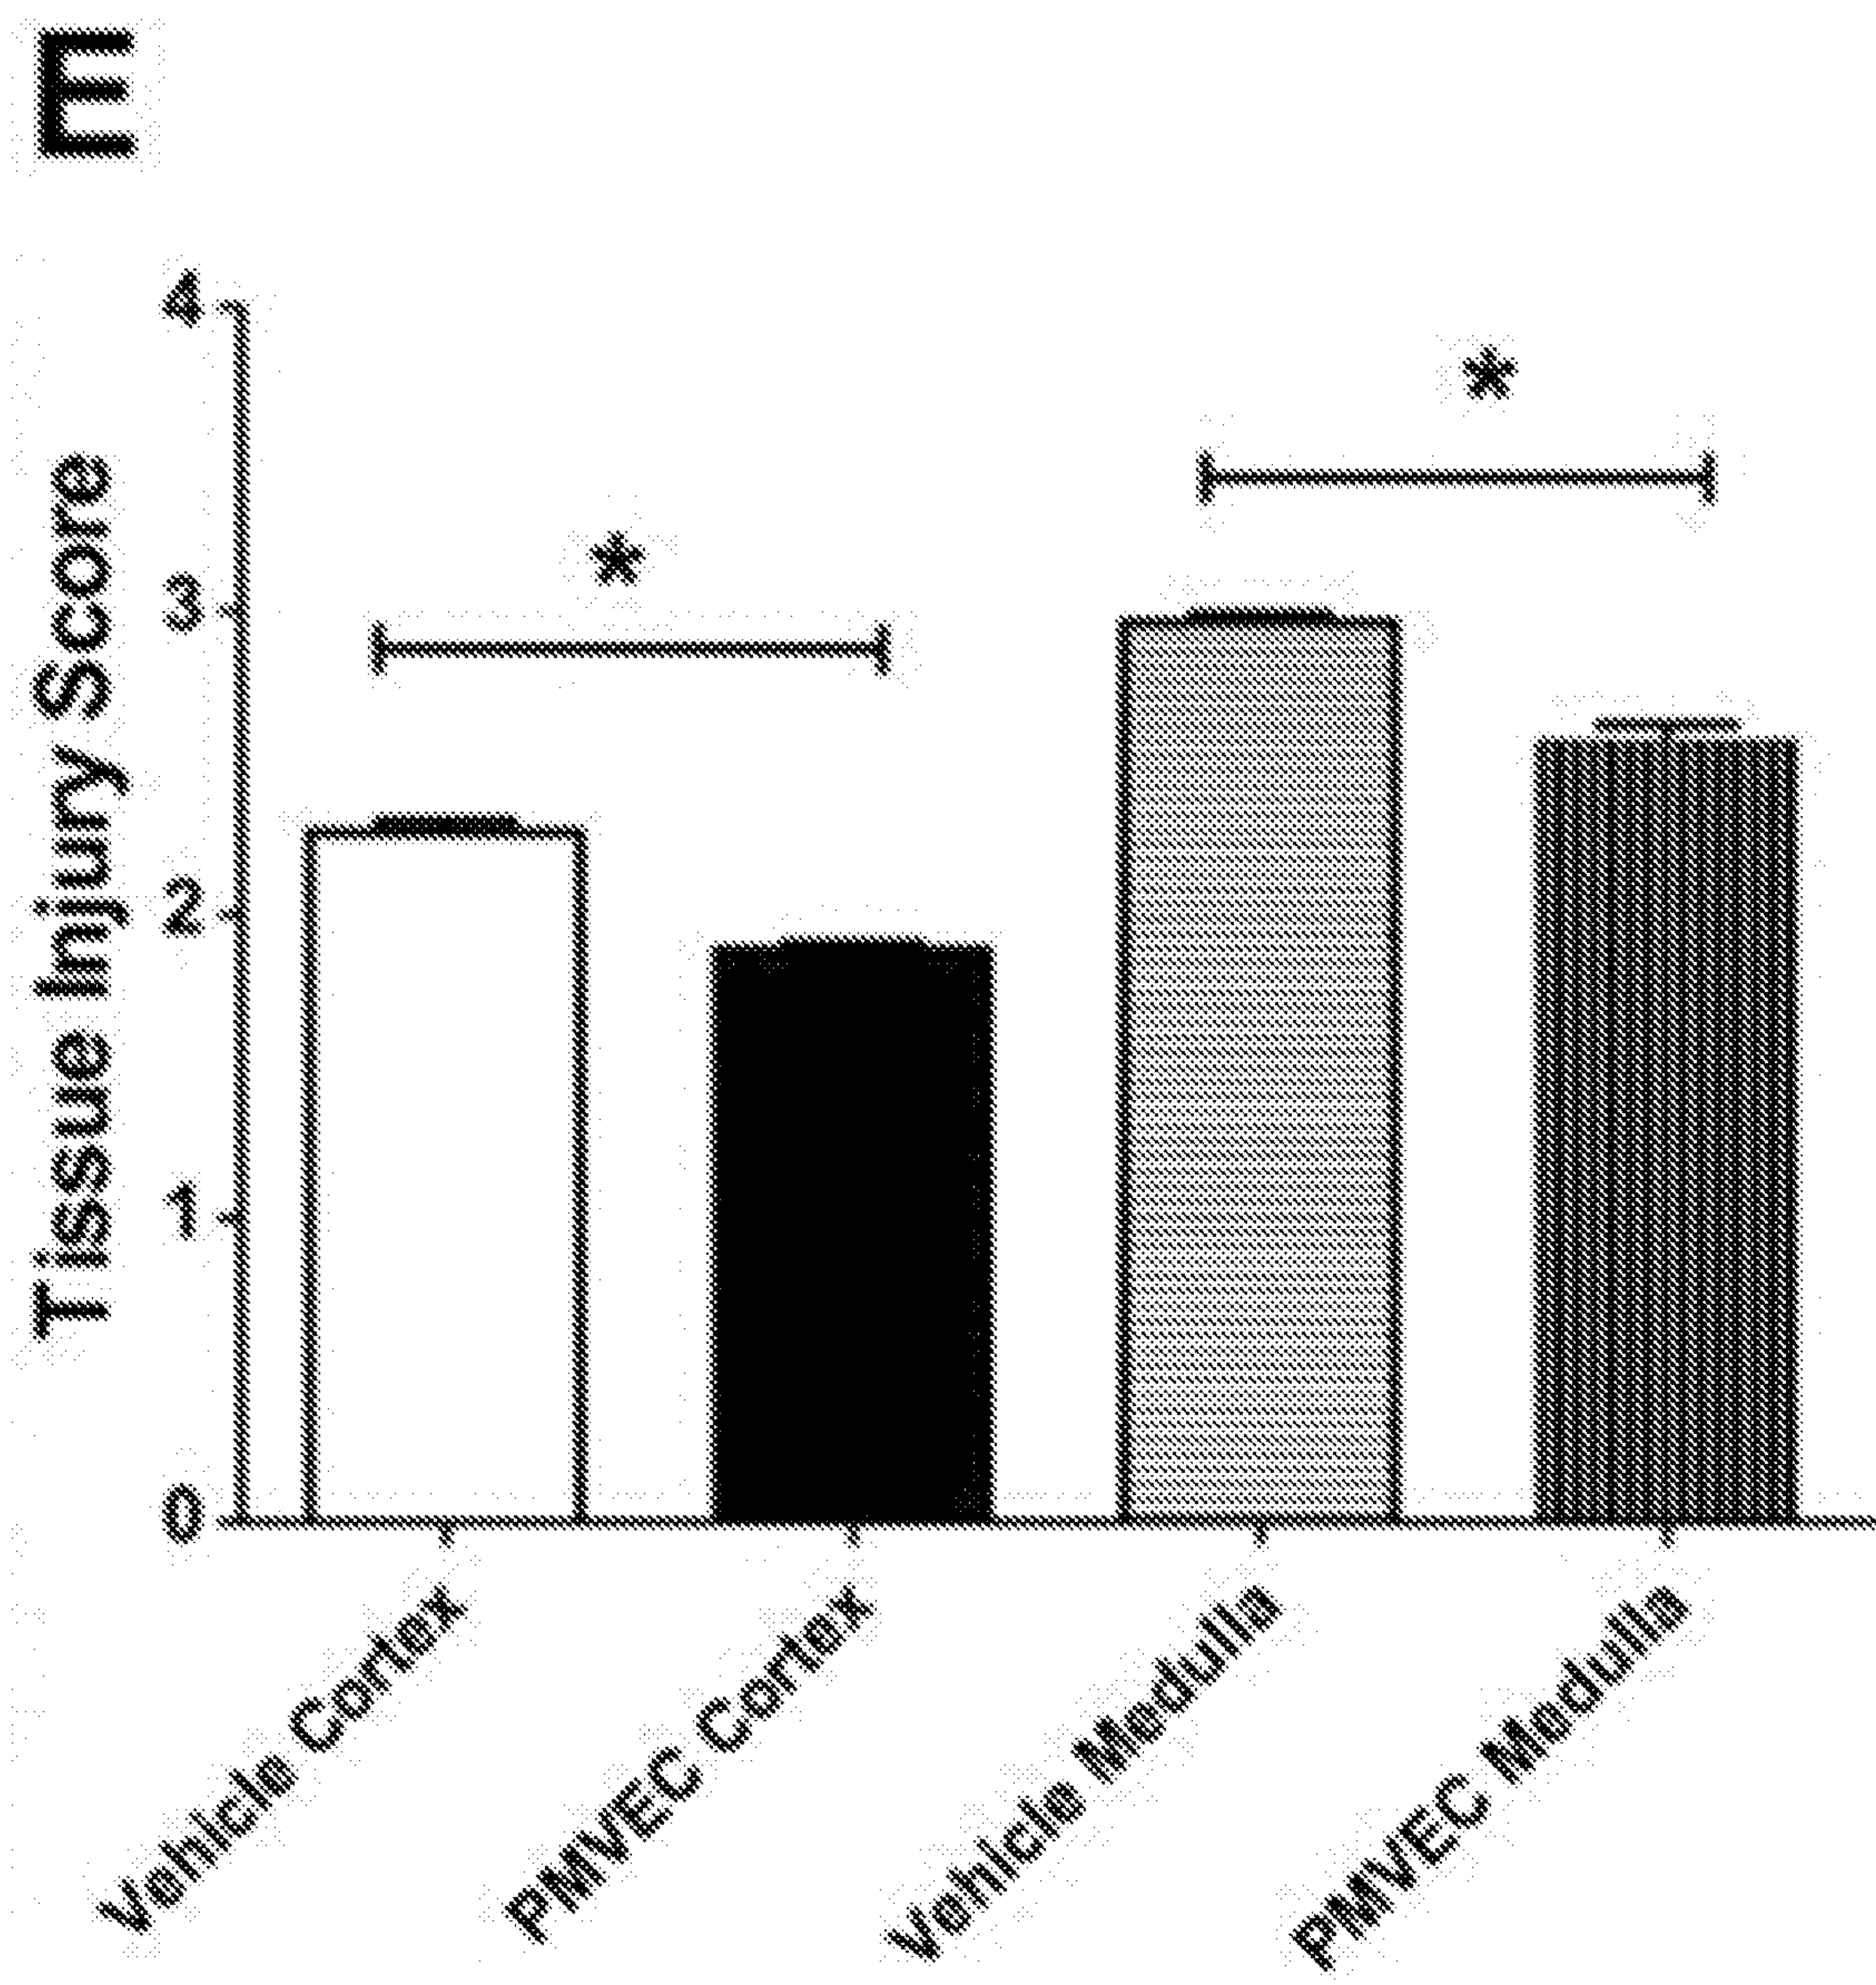 E
Tissue Injury Score
4
3
2
1
0
*
*
Vehicle Cortex
PMVEC Cortex
Vehicle Medulla
PMVEC Medulla